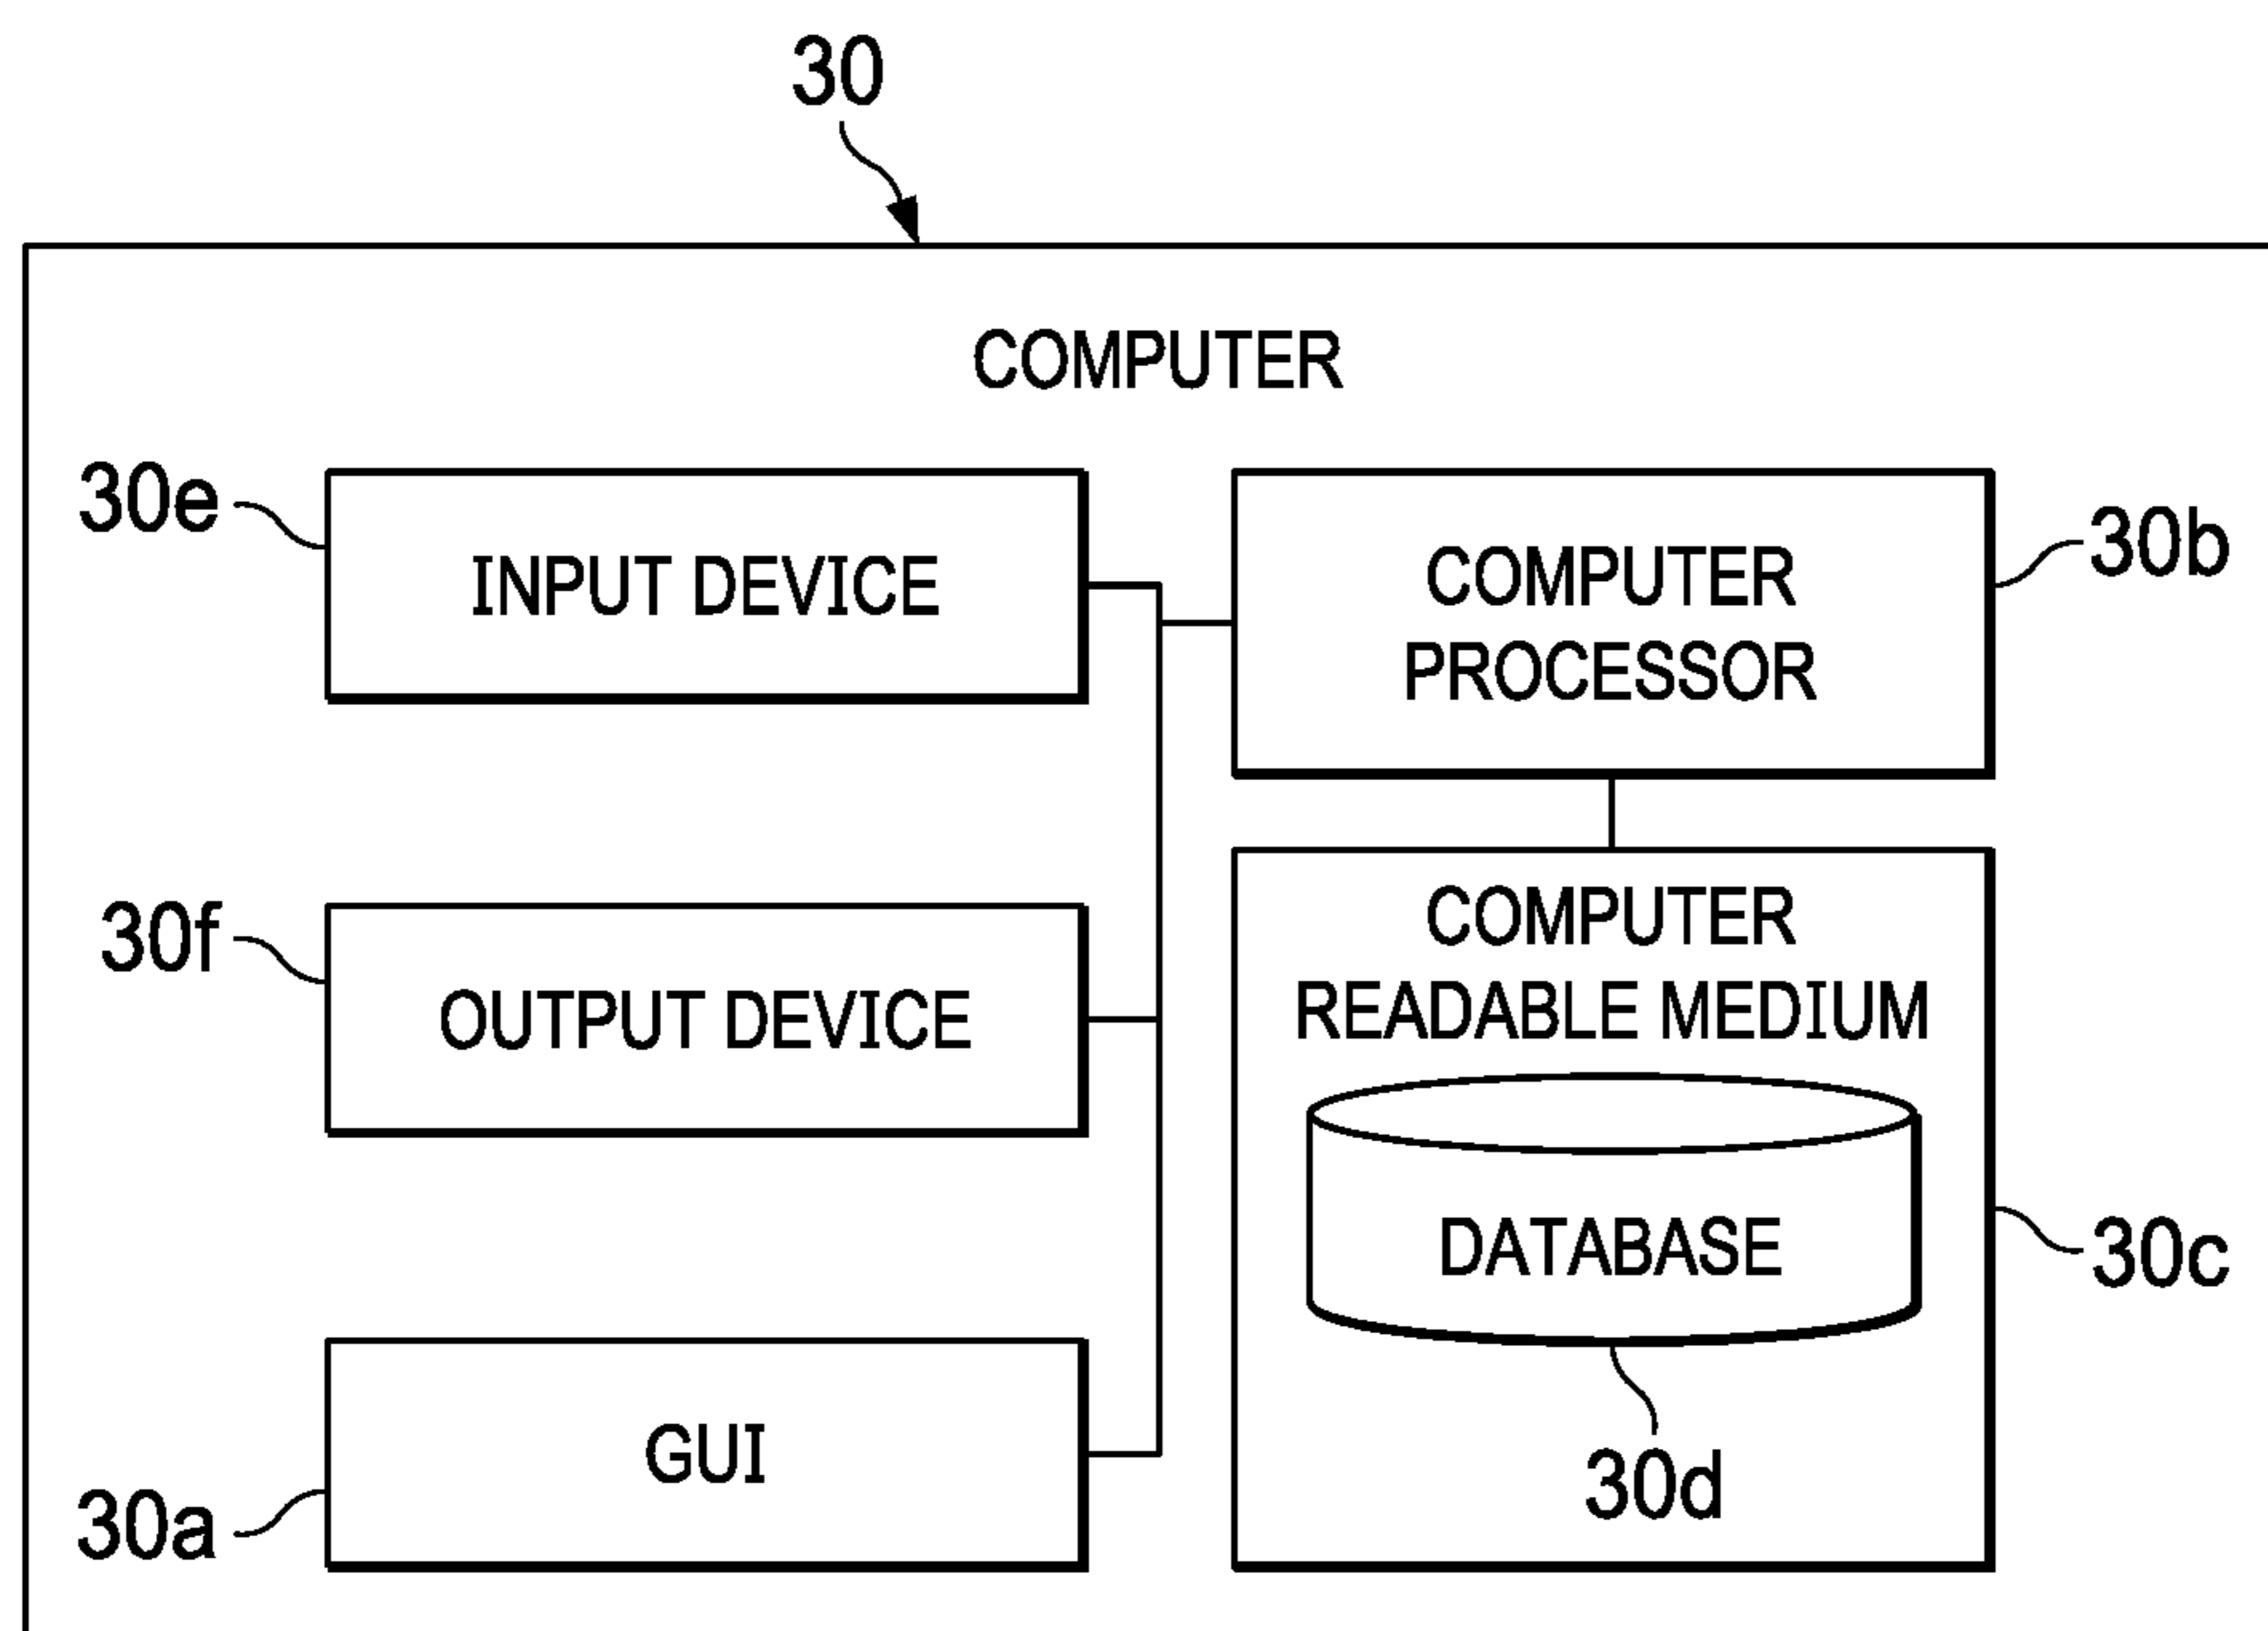 30
COMPUTER
30e
INPUT DEVICE
COMPUTER
PROCESSOR
30b
30f
OUTPUT DEVICE
COMPUTER
READABLE MEDIUM
DATABASE
30c
30d
GUI
30a